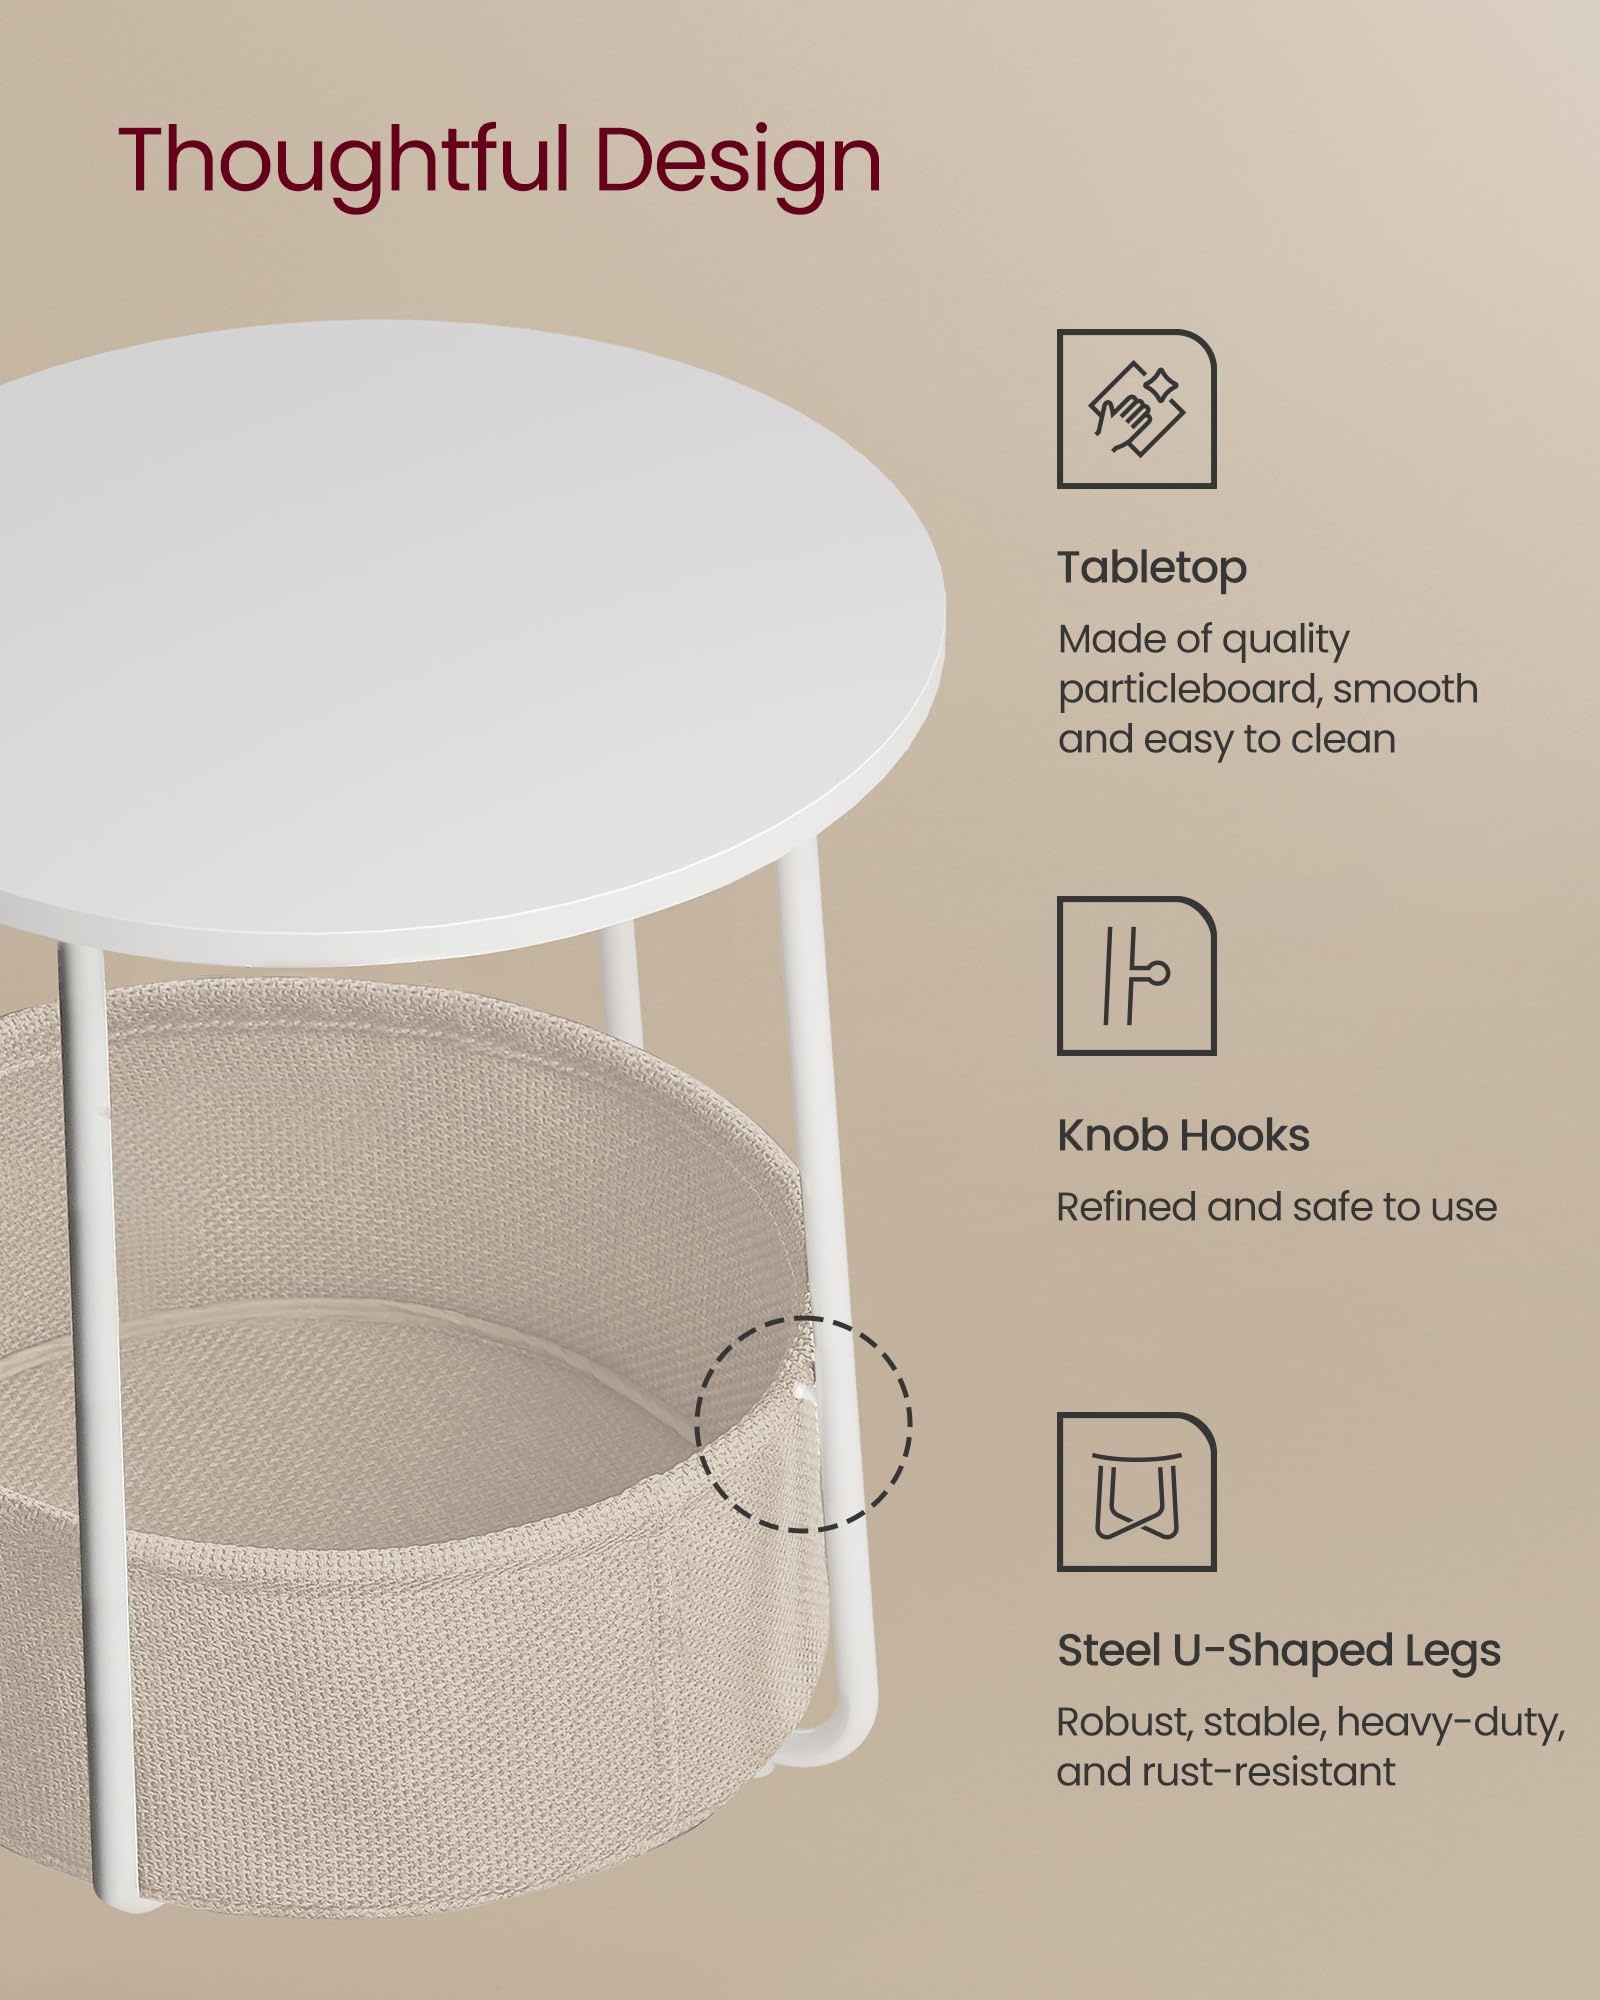 Thoughtful Design
Tabletop
Made of quality
particleboard, smooth
and easy to clean
Knob Hooks
Refined and safe to use
Steel U-Shaped Legs
Robust, stable, heavy-duty,
and rust-resistant